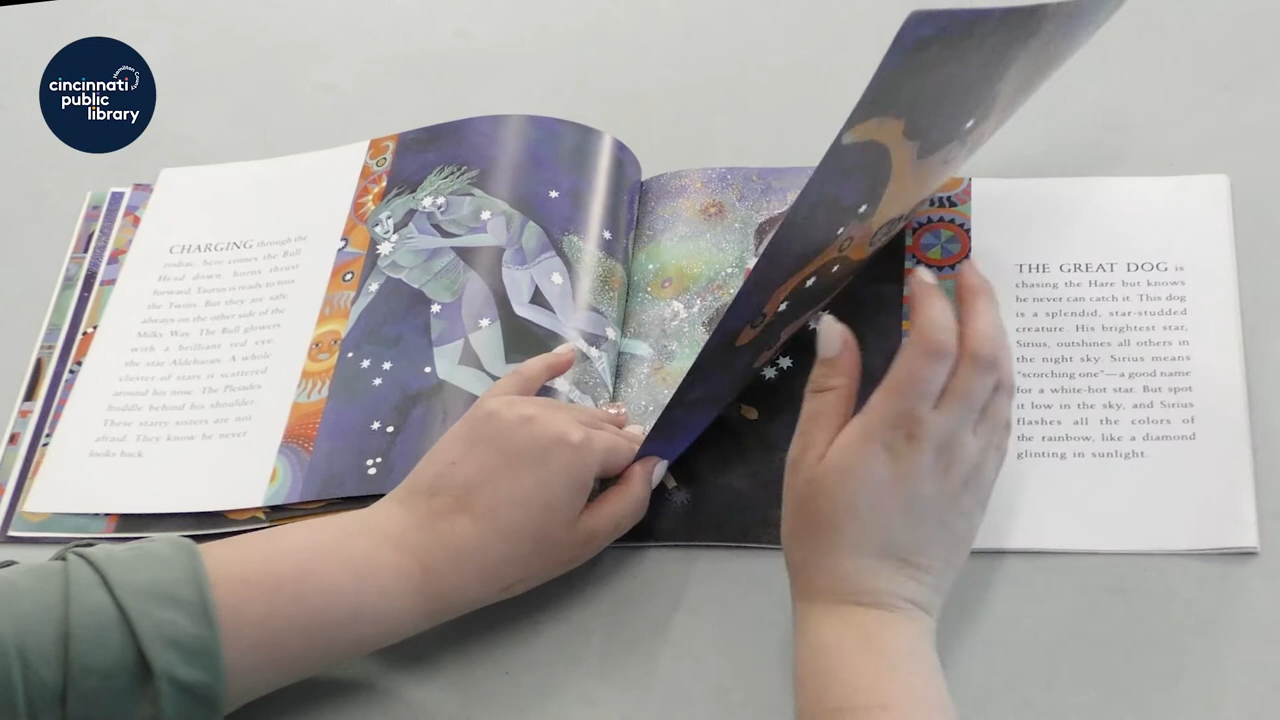 cincinnati
public
library
Hamilton County
CHARGING through the
zodiac, here comes the Bull
Head down, horns thrust
forward, Taurus is ready to toss
the Twins. But they are safe,
always on the other side of the
Milky Way. The Bull glowers
with a brilliant red eye,
the star Aldebaran. A whole
cluster of stars is scattered
around his nose. The Pleiades
huddle behind his shoulder.
These starry sisters are not
afraid. They know he never
looks back.
THE GREAT DOG is
chasing the Hare but knows
he never can catch it. This dog
is a splendid, star-studded
creature. His brightest star,
Sirius, outshines all others in
the night sky. Sirius means
"scorching one"—a good name
for a white-hot star. But spot
it low in the sky, and Sirius
flashes all the colors of
the rainbow, like a diamond
glinting in sunlight.